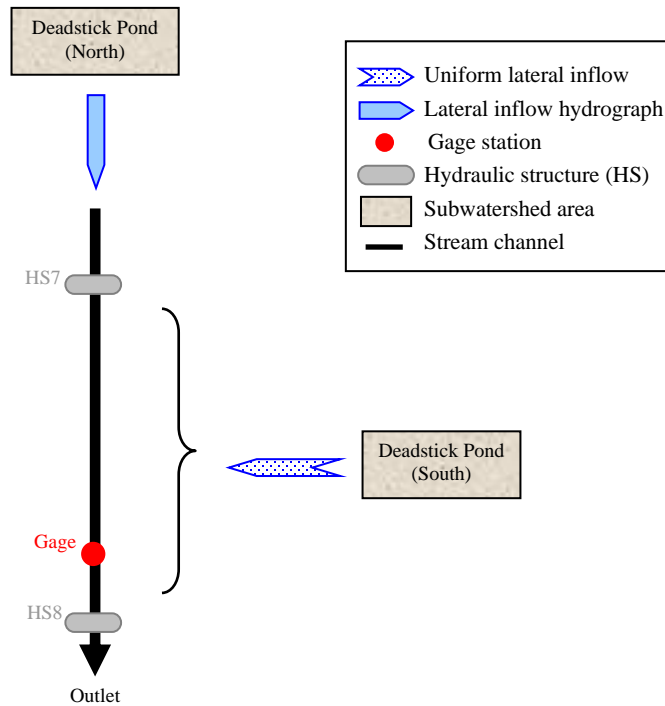 Deadstick Pond
(North)
Uniform lateral inflow
Lateral inflow hydrograph
Gage station
Hydraulic structure (HS)
Subwatershed area
Stream channel
HS7
Deadstick Pond
(South)
Gage
HS8
Outlet